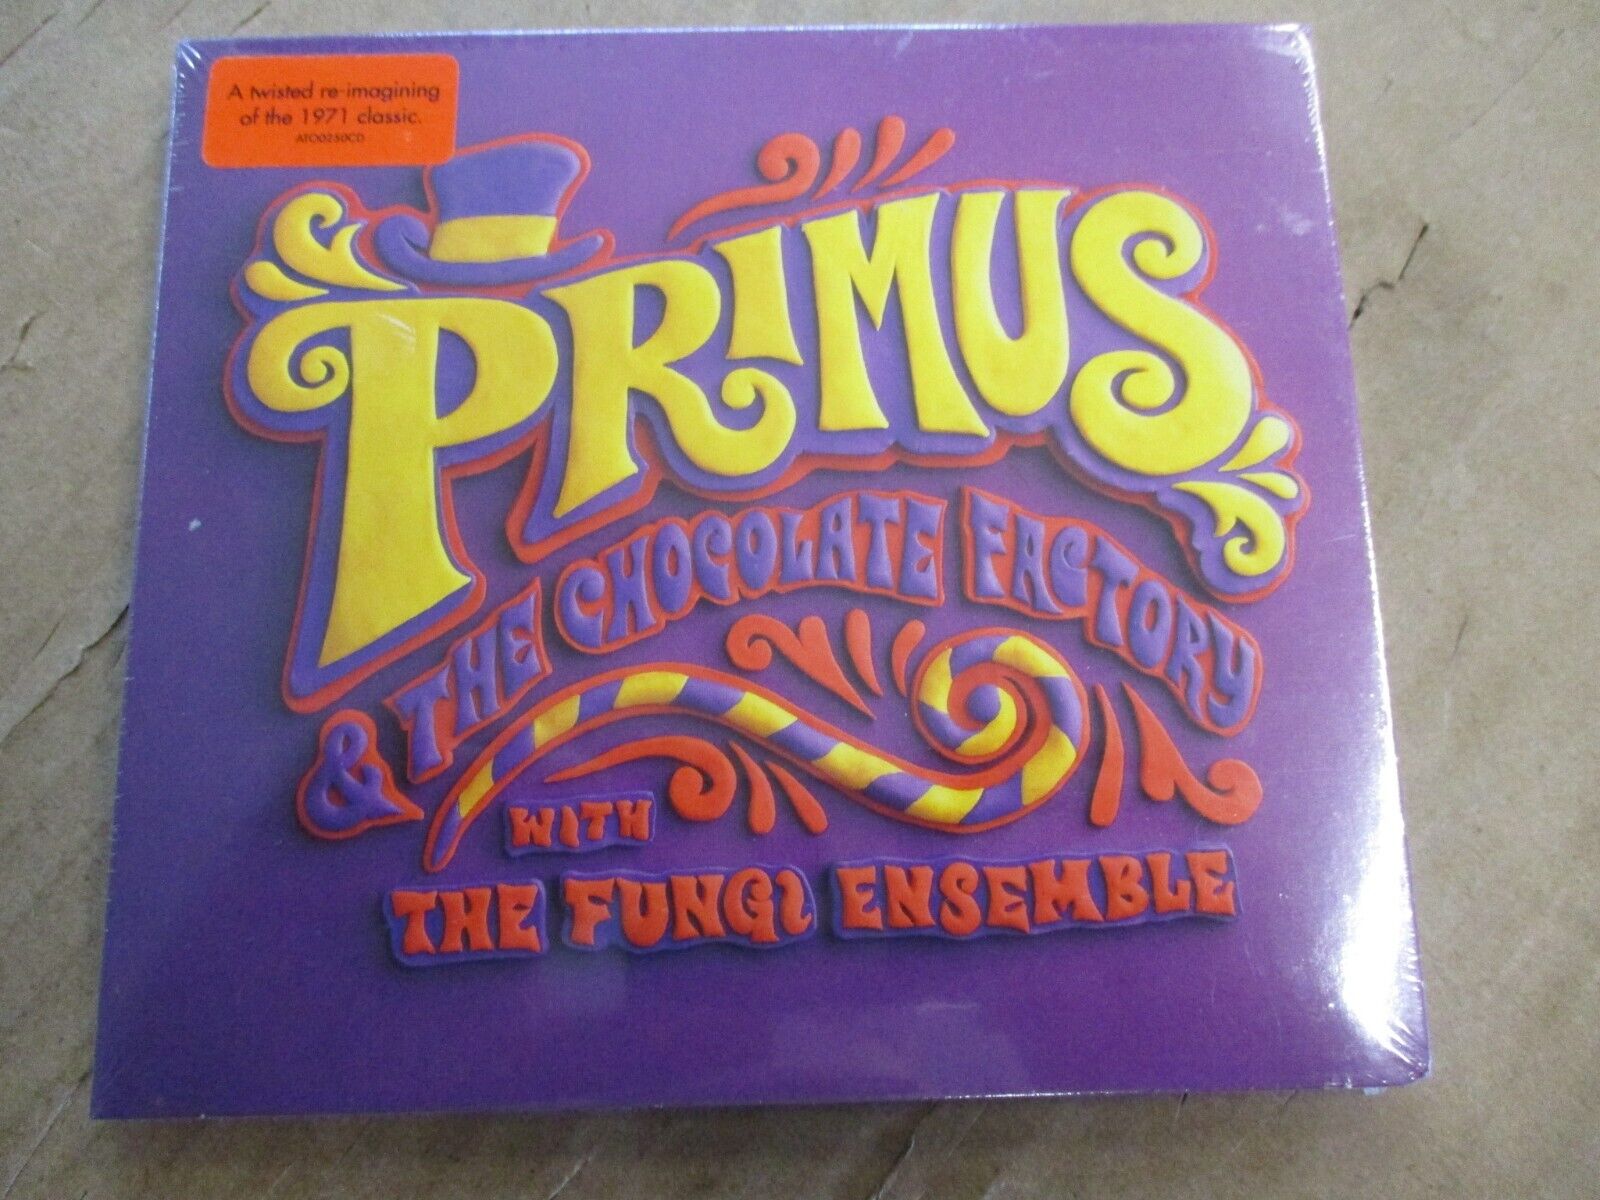 A twisted re-imagining
of the 1971 classic.
ATO0250CD
PRIMUS
& THE CHOCOLATE FACTORY
WITH
THE FUNGI ENSEMBLE